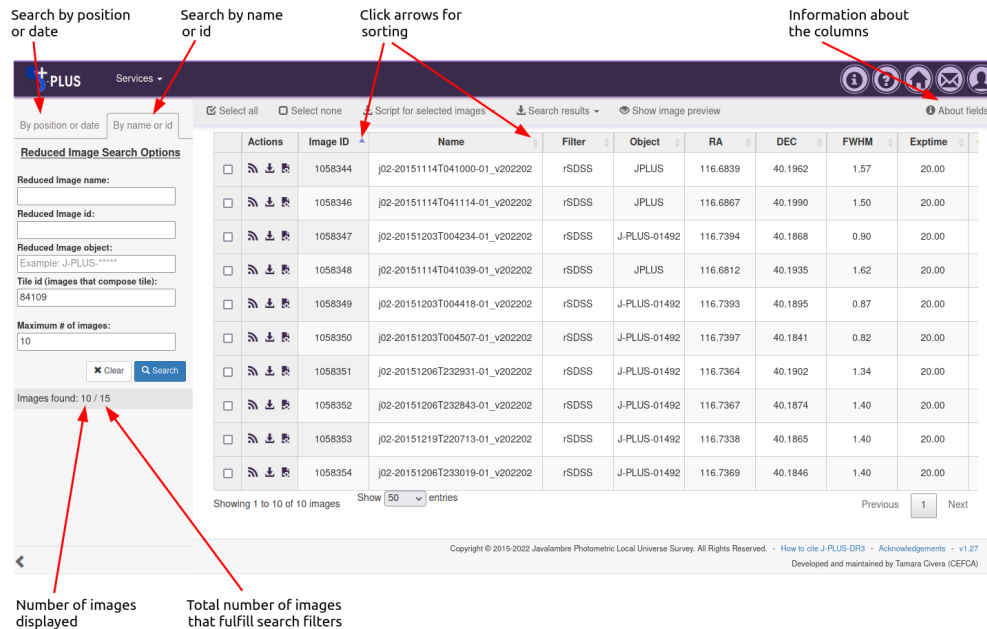 Search by position
or date
Search by name
or id
Click arrows for
sorting
Information about
the columns
J-PLUS
Services
Select all Select none Script for selected images Search results Show image preview About fields
By position or date By name or id
Reduced Image Search Options
Reduced Image name:
Reduced Image id:
Reduced Image object:
Example: J-PLUS-*****
Tile id (images that compose tile):
84109
Maximum # of images:
10
Clear Search
Images found: 10 / 15
Actions Image ID Name Filter Object RA DEC FWHM Exptime
1058344 j02-20151114T041000-01_v202202 rSDSS JPLUS 116.6839 40.1962 1.57 20.00
1058346 j02-20151114T041114-01_v202202 rSDSS JPLUS 116.6867 40.1990 1.50 20.00
1058347 j02-20151203T004234-01_v202202 rSDSS J-PLUS-01492 116.7394 40.1868 0.90 20.00
1058348 j02-20151114T041039-01_v202202 rSDSS JPLUS 116.6812 40.1935 1.62 20.00
1058349 j02-20151203T004418-01_v202202 rSDSS J-PLUS-01492 116.7393 40.1895 0.87 20.00
1058350 j02-20151203T004507-01_v202202 rSDSS J-PLUS-01492 116.7397 40.1841 0.82 20.00
1058351 j02-20151206T232931-01_v202202 rSDSS J-PLUS-01492 116.7364 40.1902 1.34 20.00
1058352 j02-20151206T232843-01_v202202 rSDSS J-PLUS-01492 116.7367 40.1874 1.40 20.00
1058353 j02-20151219T220713-01_v202202 rSDSS J-PLUS-01492 116.7338 40.1865 1.40 20.00
1058354 j02-20151206T233019-01_v202202 rSDSS J-PLUS-01492 116.7369 40.1846 1.40 20.00
Showing 1 to 10 of 10 images Show 50 entries Previous 1 Next
Copyright © 2015-2022 Javalambre Photometric Local Universe Survey. All Rights Reserved. - How to cite J-PLUS-DR3 - Acknowledgements - v1.27
Developed and maintained by Tamara Civera (CEFCA)
Number of images
displayed
Total number of images
that fulfill search filters